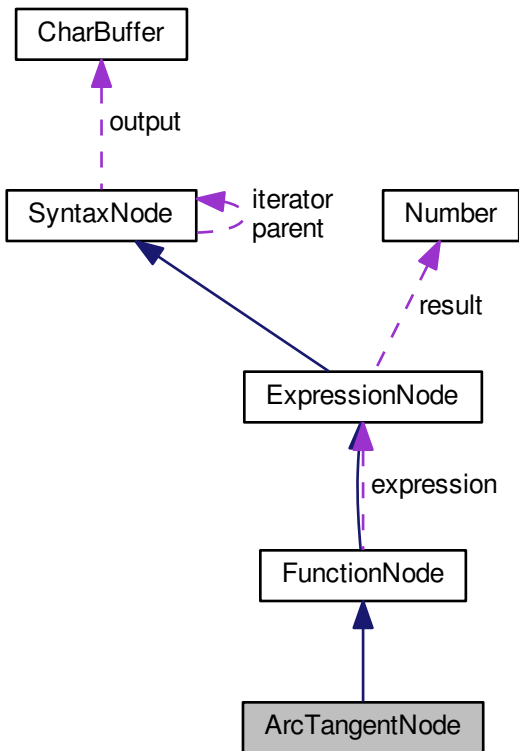 CharBuffer
output
SyntaxNode
iterator
parent
Number
result
ExpressionNode
expression
FunctionNode
ArcTangentNode